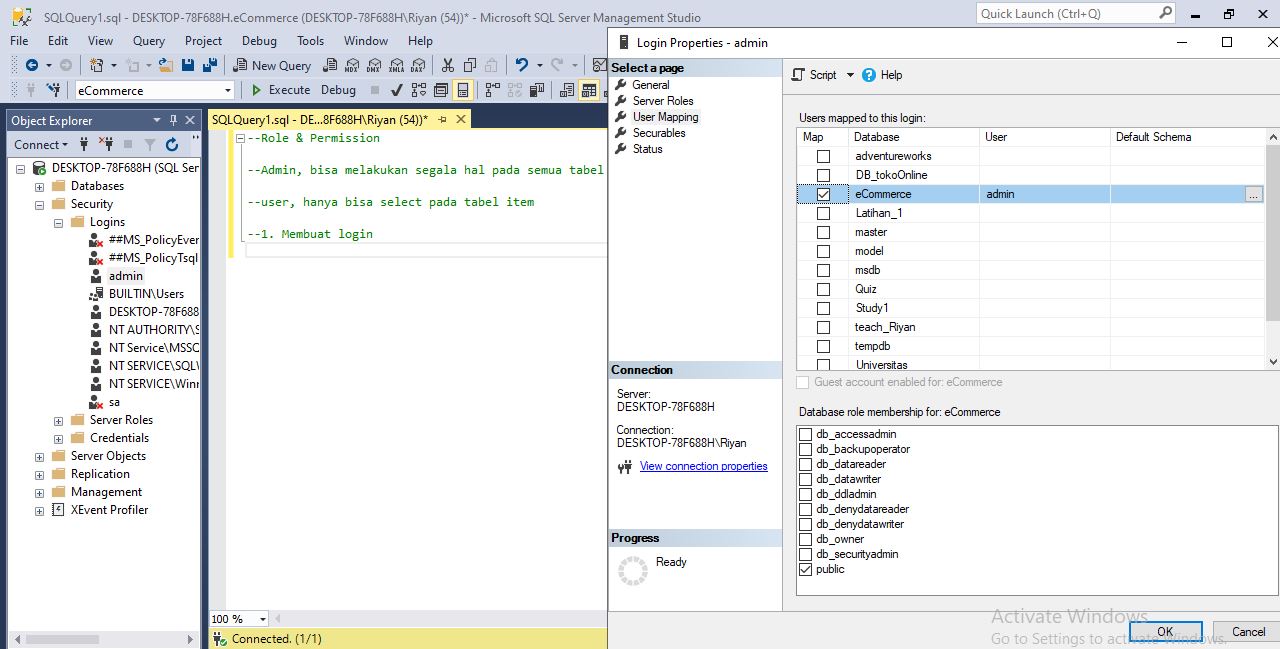 SQLQuery1.sql - DESKTOP-78F688H.eCommerce (DESKTOP-78F688H\Riyan (54))* - Microsoft SQL Server Management Studio
Quick Launch (Ctrl+Q)
File Edit View Query Project Debug Tools Window Help
New Query MDX DMX XMLA DAX
eCommerce Execute Debug
Object Explorer
Connect
DESKTOP-78F688H (SQL Ser
Databases
Security
Logins
##MS_PolicyEver
##MS_PolicyTsql
admin
BUILTIN\Users
DESKTOP-78F688
NT AUTHORITY\S
NT Service\MSSC
NT SERVICE\SQL\
NT SERVICE\Winr
sa
Server Roles
Credentials
Server Objects
Replication
Management
XEvent Profiler
SQLQuery1.sql - DE...8F688H\Riyan (54))*
--Role & Permission
--Admin, bisa melakukan segala hal pada semua tabel
--user, hanya bisa select pada tabel item
--1. Membuat login
100 %
Connected. (1/1)
Login Properties - admin
Select a page
General
Server Roles
User Mapping
Securables
Status
Connection
Server:
DESKTOP-78F688H
Connection:
DESKTOP-78F688H\Riyan
View connection properties
Progress
Ready
Script Help
Users mapped to this login:
Map Database User Default Schema
adventureworks
DB_tokoOnline
eCommerce admin ...
Latihan_1
master
model
msdb
Quiz
Study1
teach_Riyan
tempdb
Universitas
Guest account enabled for: eCommerce
Database role membership for: eCommerce
db_accessadmin
db_backupoperator
db_datareader
db_datawriter
db_ddladmin
db_denydatareader
db_denydatawriter
db_owner
db_securityadmin
public
Activate Windows
Go to Settings to activate Windows.
OK Cancel